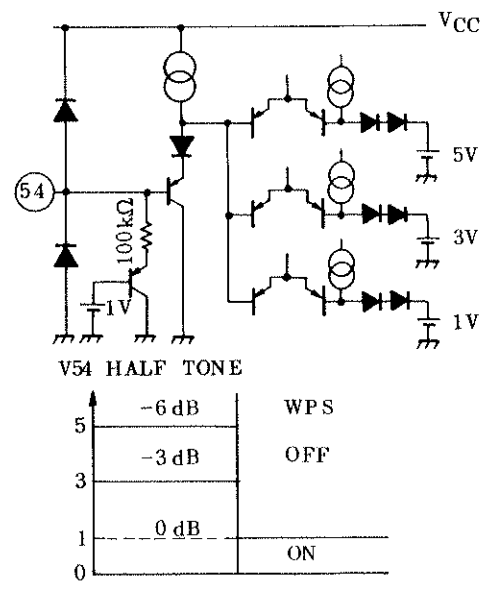 VCC
54
5V
100kΩ
3V
1V
1V
V54 HALF TONE
-6 dB WPS
5
-3 dB OFF
3
0 dB
1
ON
0